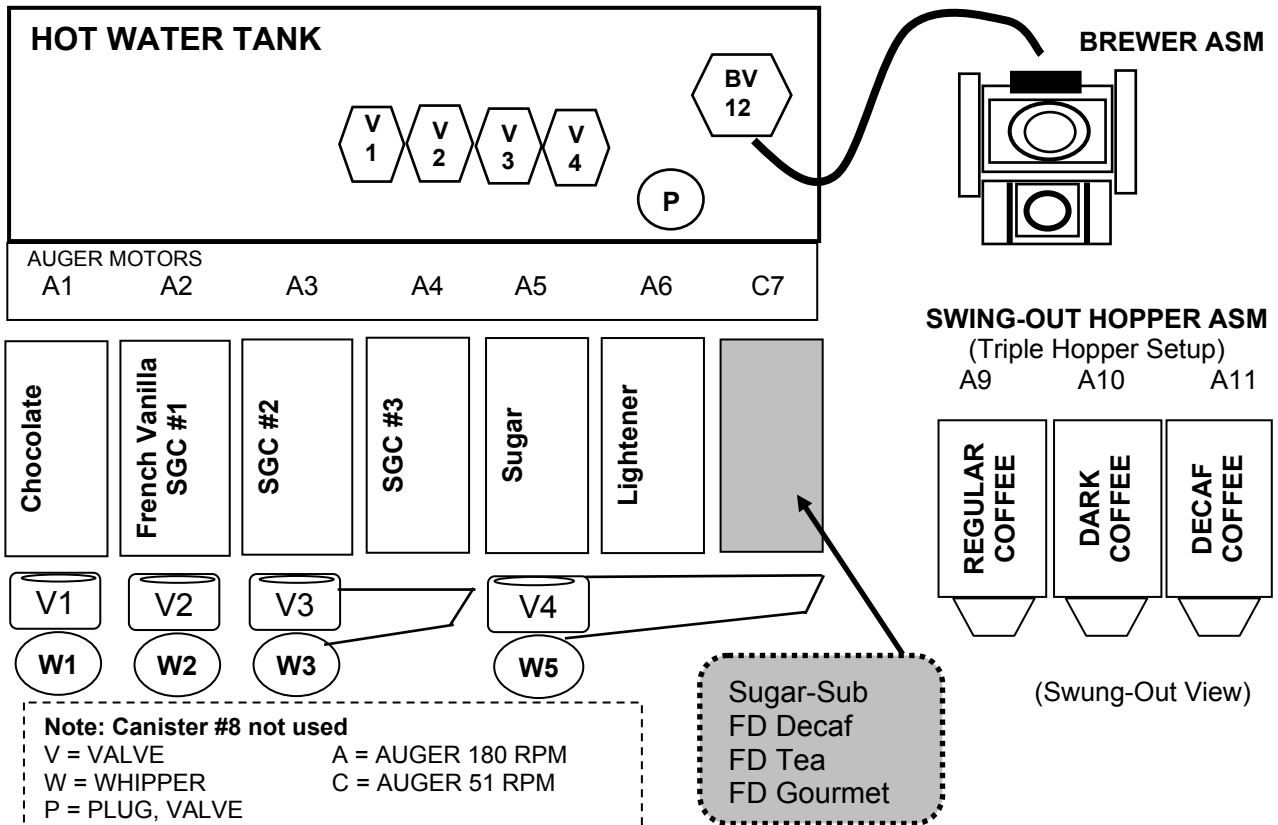 HOT WATER TANK
BREWER ASM
BV
12
V
1
V
2
V
3
V
4
P
AUGER MOTORS
A1 A2 A3 A4 A5 A6 C7
SWING-OUT HOPPER ASM
(Triple Hopper Setup)
A9 A10 A11
Chocolate
French Vanilla
SGC #1
SGC #2
SGC #3
Sugar
Lightener
REGULAR
COFFEE
DARK
COFFEE
DECAF
COFFEE
V1 V2 V3 V4
W1 W2 W3 W5
(Swung-Out View)
Sugar-Sub
FD Decaf
FD Tea
FD Gourmet
Note: Canister #8 not used
V = VALVE A = AUGER 180 RPM
W = WHIPPER C = AUGER 51 RPM
P = PLUG, VALVE